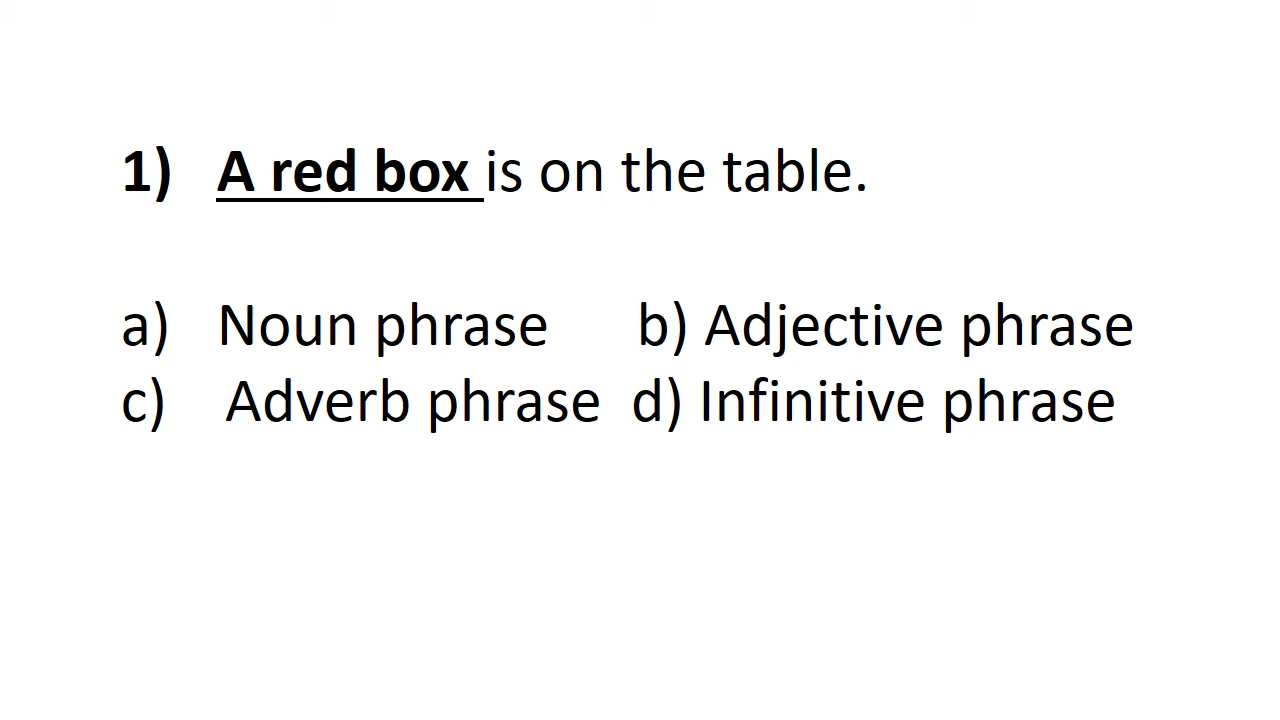 1) A red box is on the table.
a) Noun phrase b) Adjective phrase
c) Adverb phrase d) Infinitive phrase